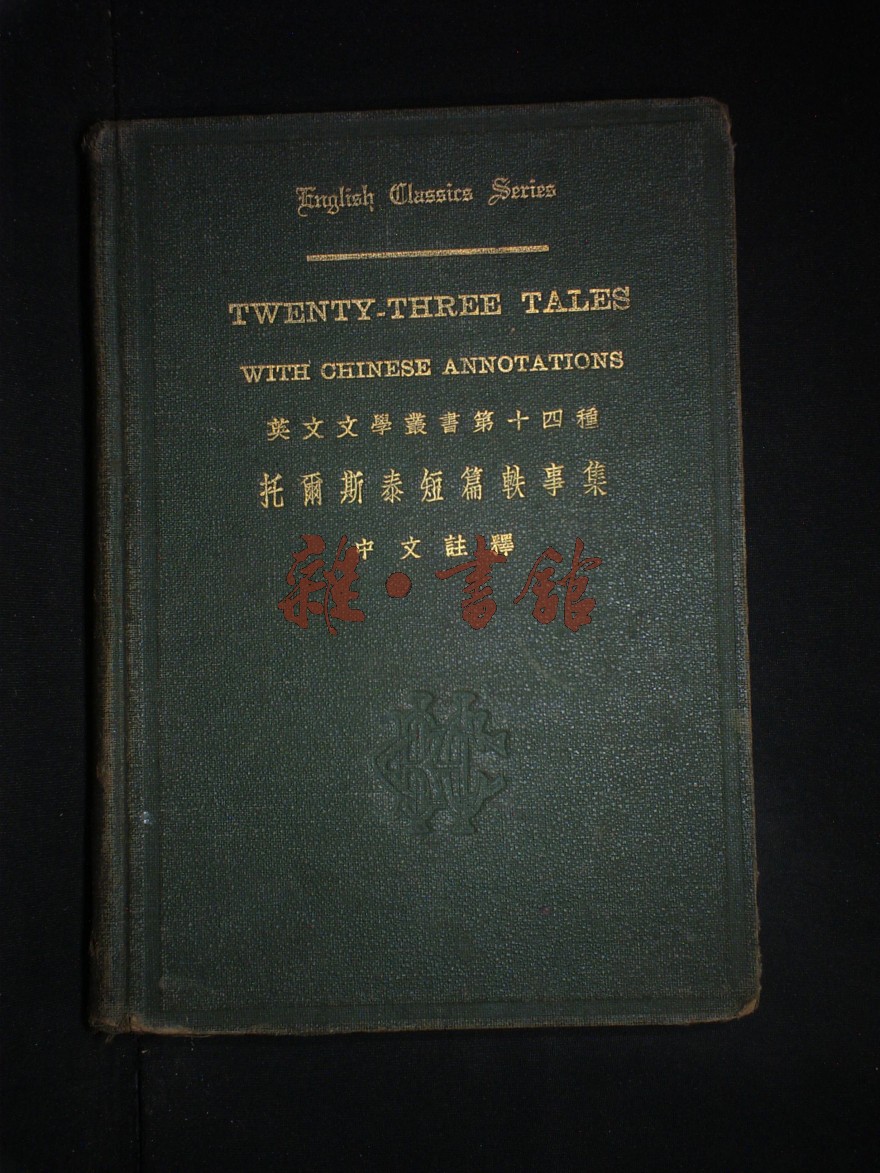 English Classics Series
TWENTY-THREE TALES
WITH CHINESE ANNOTATIONS
英文文學叢書第十四種
托爾斯泰短篇軼事集
中文註釋
雜·書館